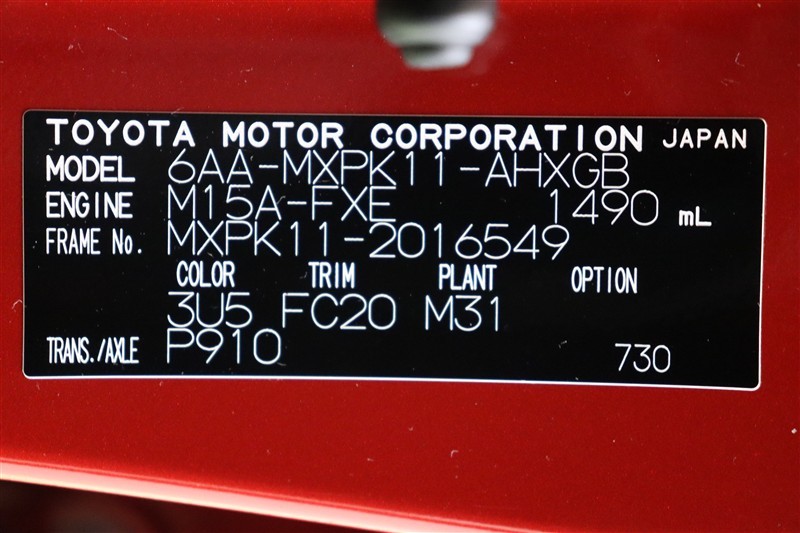 TOYOTA MOTOR CORPORATION JAPAN
MODEL 6AA-MXPK11-AHXGB
ENGINE M15A-FXE 1490 mL
FRAME No. MXPK11-2016549
COLOR TRIM PLANT OPTION
3U5 FC20 M31
TRANS./AXLE P910 730